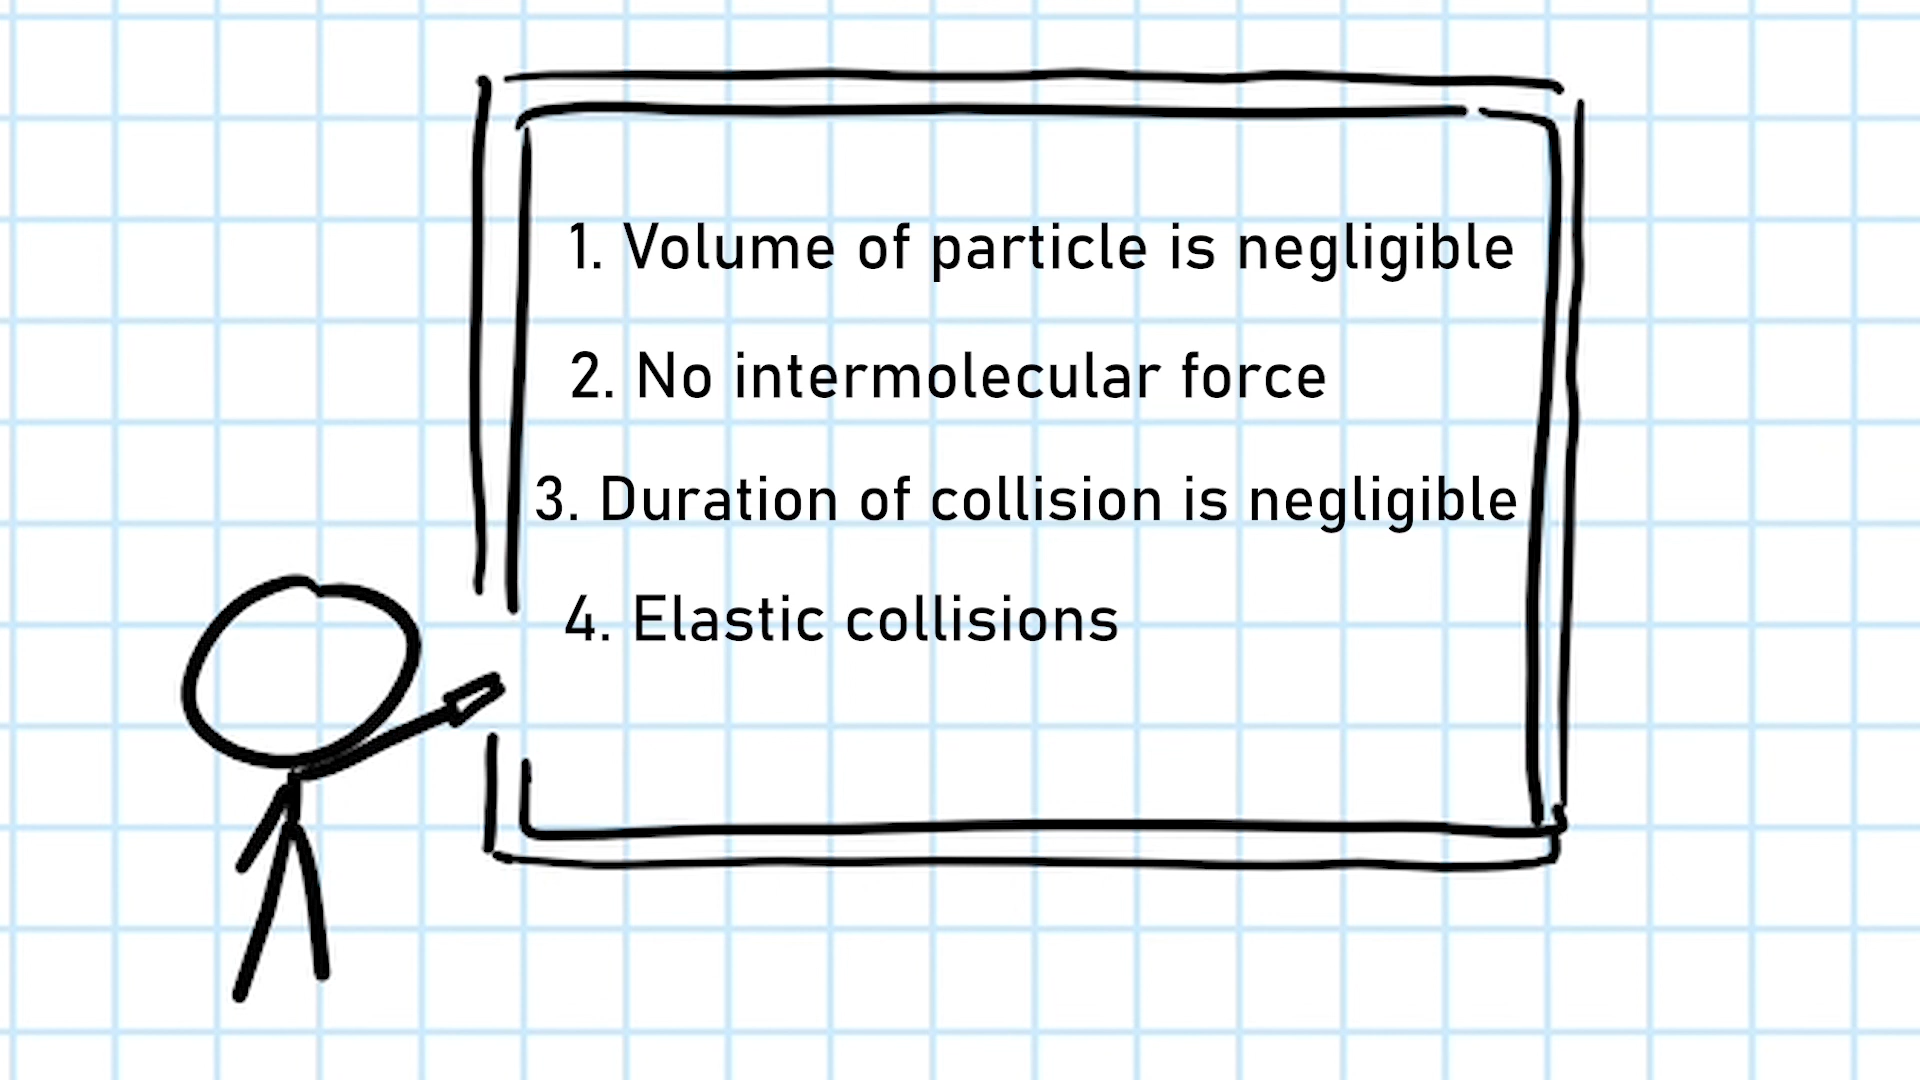 1. Volume of particle is negligible
2. No intermolecular force
3. Duration of collision is negligible
4. Elastic collisions